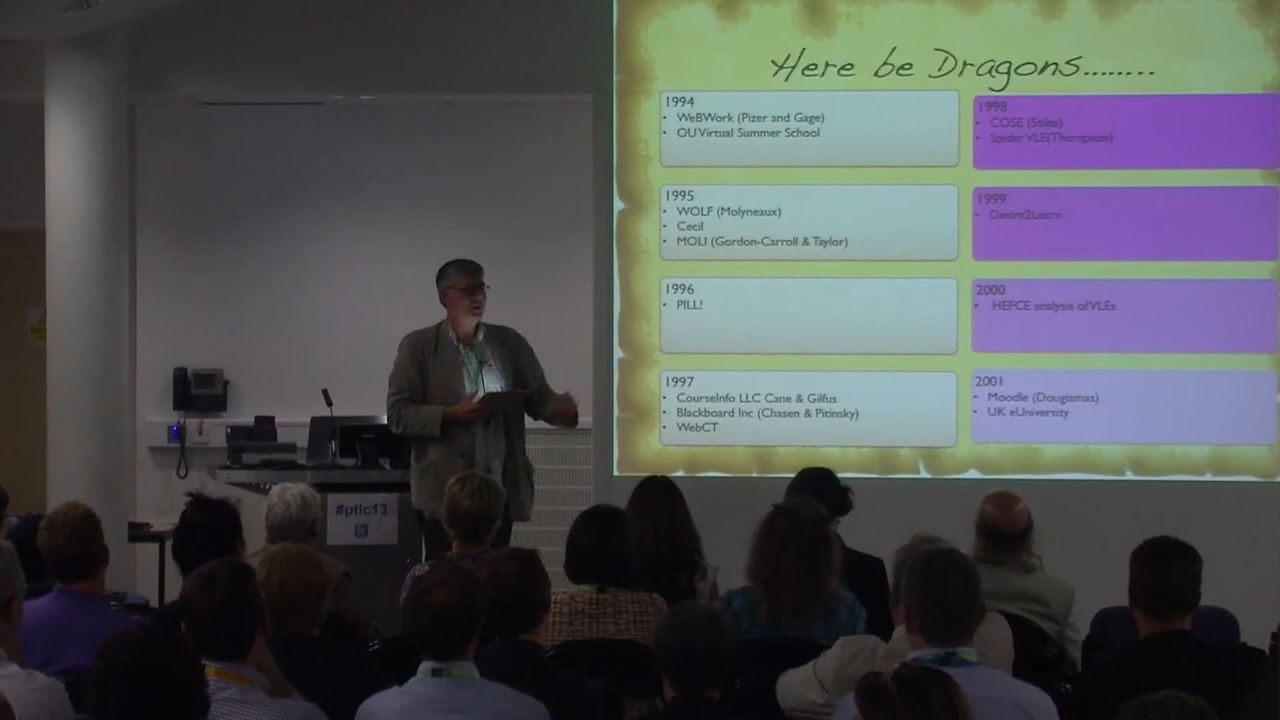 Here be Dragons........
1994
• WeBWork (Pizer and Gage)
• OU Virtual Summer School
1995
• WOLF (Molyneaux)
• Cecil
• MOLI (Gordon-Carroll & Taylor)
1996
• PILL!
1997
• CourseInfo LLC Cane & Gilfus
• Blackboard Inc (Chasen & Pitinsky)
• WebCT
1998
• COSE (Stiles)
• Spider VLE(Thompson)
1999
• Desire2Learn
2000
• HEFCE analysis of VLEs
2001
• Moodle (Dougiamas)
• UK eUniversity
#ptlc13